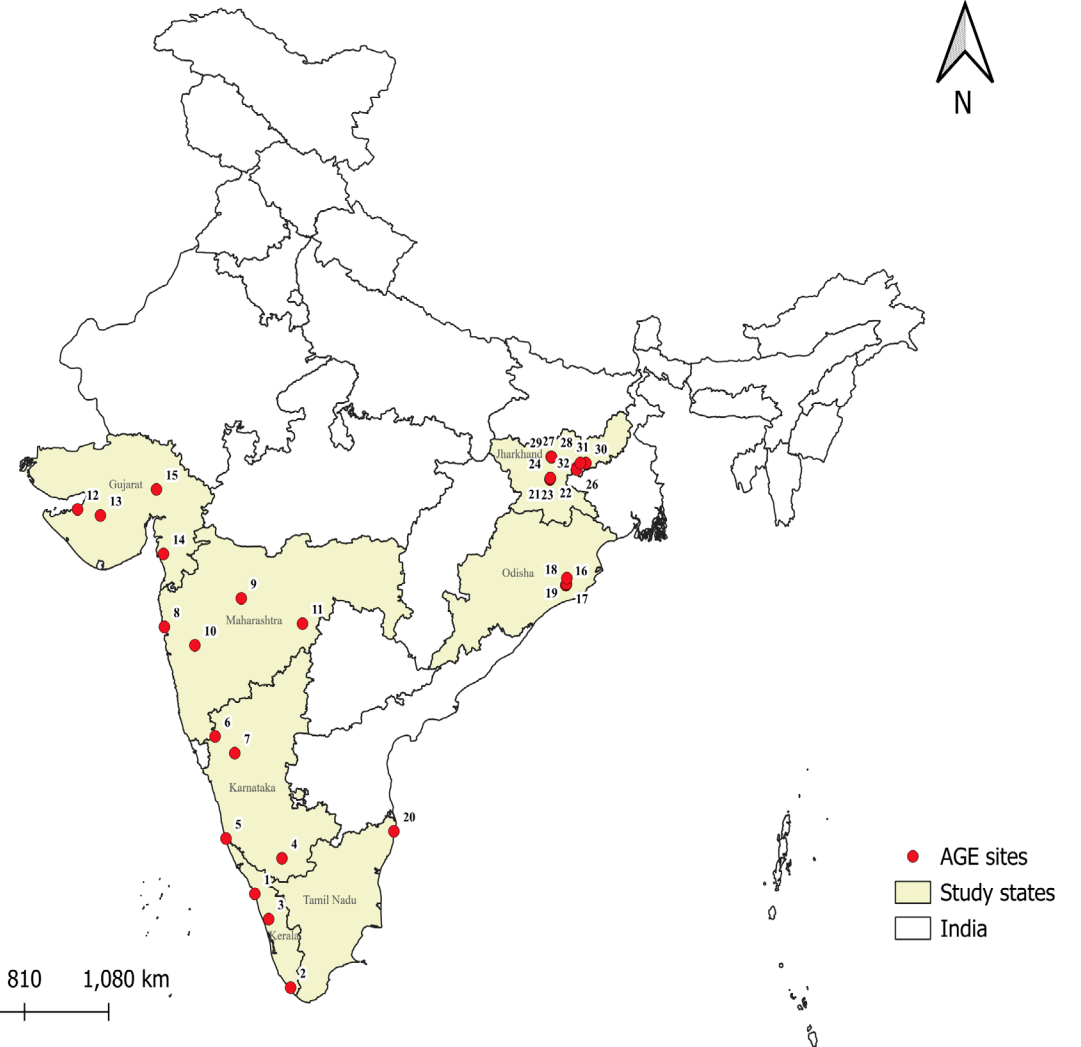 N
29 27 28 31 30
Jharkhand
24 32
15
Gujarat
12
13
26
21 23 22
14
18 16
Odisha
19 17
9
11
8
Maharashtra
10
6
7
Karnataka
20
5
4
AGE sites
1
Study states
Tamil Nadu
3
India
Kerala
2
810 1,080 km